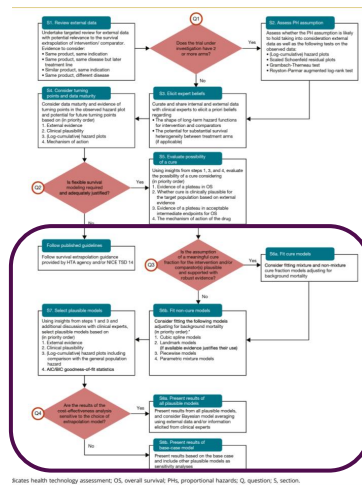 S1. Review external data
Undertake targeted review for external data
with potential relevance to the survival
extrapolation of intervention/ comparator.
Evidence to consider:
• Same product, same indication
• Same product, same disease but later
treatment line
• Similar product, same indication
• Same product, different disease
Q1
Does the trial under
investigation have 2
or more arms?
Yes
No
S2. Assess PH assumption
Assess whether the PH assumption is likely
to hold taking into consideration external
data as well as the following tests on the
observed data:
• (Log-cumulative) hazard plots
• Scaled Schoenfeld residual plots
• Grambsch-Therneau test
• Royston-Parmar augmented log-rank test
S4. Consider turning
points and data maturity
Consider data maturity and evidence of
turning points in the observed hazard plot
and potential for future turning points
based on (in priority order):
1. External evidence
2. Clinical plausibility
3. (Log-cumulative) hazard plots
4. Mechanism of action
S3. Elicit expert beliefs
Curate and share internal and external data
with clinical experts to elicit a priori beliefs
regarding:
• The shape of long-term hazard functions
for intervention and comparators
• The potential for substantial survival
heterogeneity between treatment arms
(if applicable)
Q2
Is flexible survival
modeling required
and adequately justified?
Yes
No
S5. Evaluate possibility
of a cure
Using insights from steps 1, 3, and 4, evaluate
the possibility of a cure considering
(in priority order):
1. Evidence of a plateau in OS
2. Whether cure is clinically plausible for
the target population based on external
evidence
3. Evidence of a plateau in acceptable
intermediate endpoints for OS
4. The mechanism of action of the drug
Follow published guidelines
Follow survival extrapolation guidance
provided by HTA agency and/or NICE TSD 14
Q3
Is the assumption
of a meaningful cure
fraction for the intervention and/or
comparator(s) plausible
and supported with
robust evidence?
Yes
No
S6a. Fit cure models
Consider fitting mixture and non-mixture
cure fraction models adjusting for
background mortality
S7. Select plausible models
Using insights from steps 1 and 3 and
additional discussions with clinical experts,
select plausible models based on
(in priority order)
1. External evidence
2. Clinical plausibility
3. (Log-cumulative) hazard plots including
comparison with the general population
hazard
4. AIC/BIC goodness-of-fit statistics
S6b. Fit non-cure models
Consider fitting the following models
adjusting for background mortality
(in priority order)*
1. Cubic spline models
2. Landmark models
(if available evidence justifies their use)
3. Piecewise models
4. Parametric mixture models
Q4
Are the results of the
cost-effectiveness analysis
sensitive to the choice of
extrapolation model?
Yes
No
S8a. Present results of
all plausible models
Present results from all plausible models,
and consider Bayesian model averaging
using external data and/or information
elicited from clinical experts
S8b. Present results of
base-case model
Present results based on the base case
and include other plausible models as
sensitivity analyses
dicates health technology assessment; OS, overall survival; PHs, proportional hazards; Q, question; S, section.